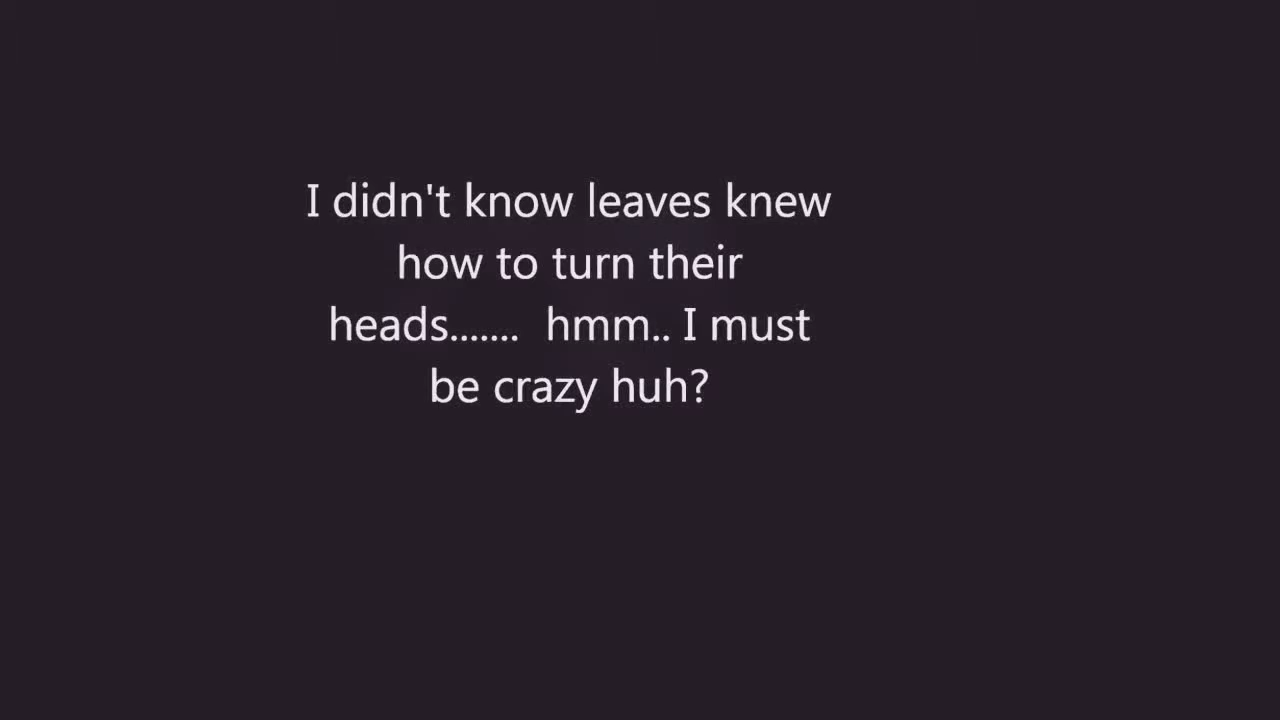 I didn't know leaves knew
how to turn their
heads.......  hmm.. I must
be crazy huh?